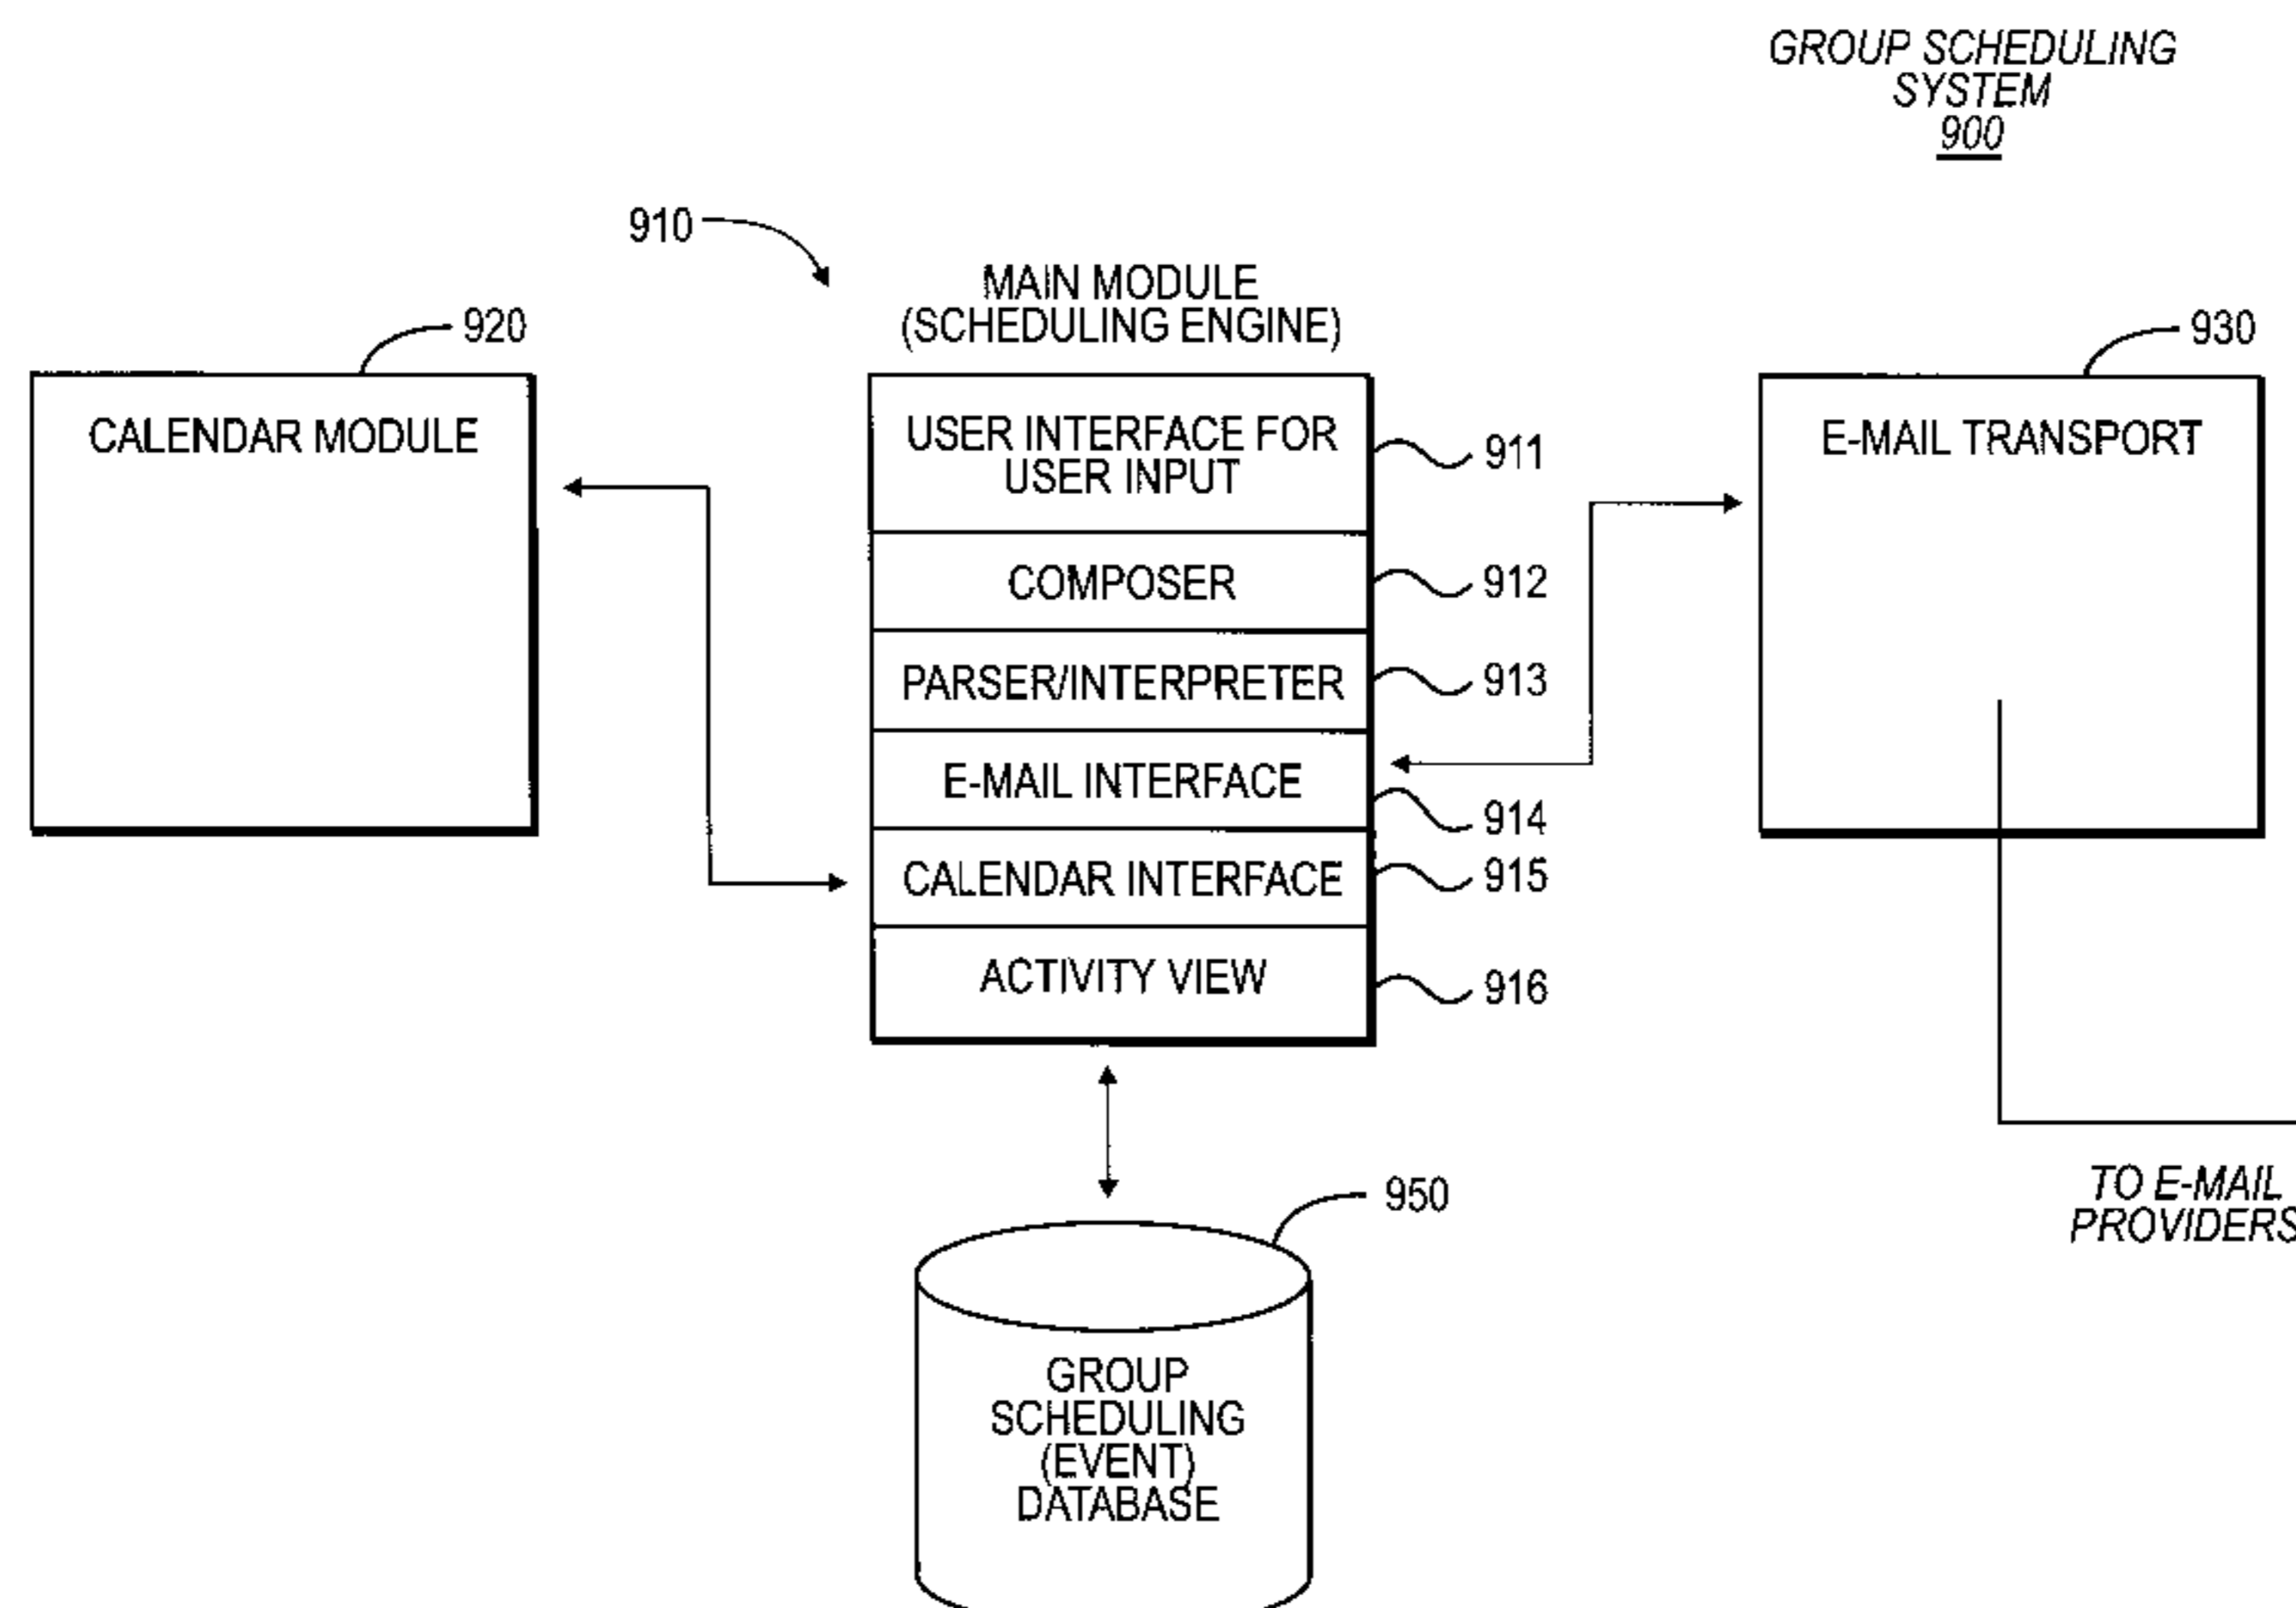 GROUP SCHEDULING
SYSTEM
900
910
MAIN MODULE
(SCHEDULING ENGINE)
920
930
CALENDAR MODULE
USER INTERFACE FOR
USER INPUT
911
E-MAIL TRANSPORT
COMPOSER
912
PARSER/INTERPRETER
913
E-MAIL INTERFACE
914
CALENDAR INTERFACE
915
ACTIVITY VIEW
916
TO E-MAIL
PROVIDERS
950
GROUP
SCHEDULING
(EVENT)
DATABASE